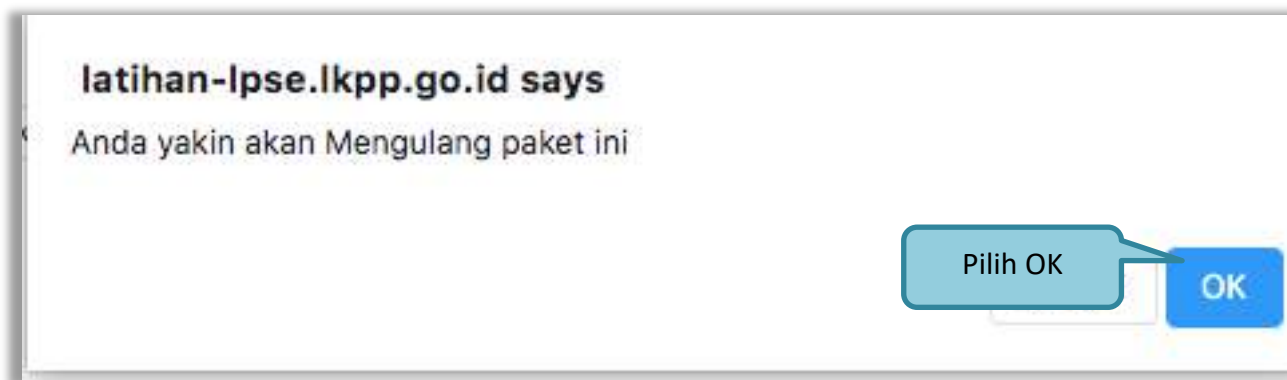 latihan-lpse.lkpp.go.id says
Anda yakin akan Mengulang paket ini
Pilih OK
OK